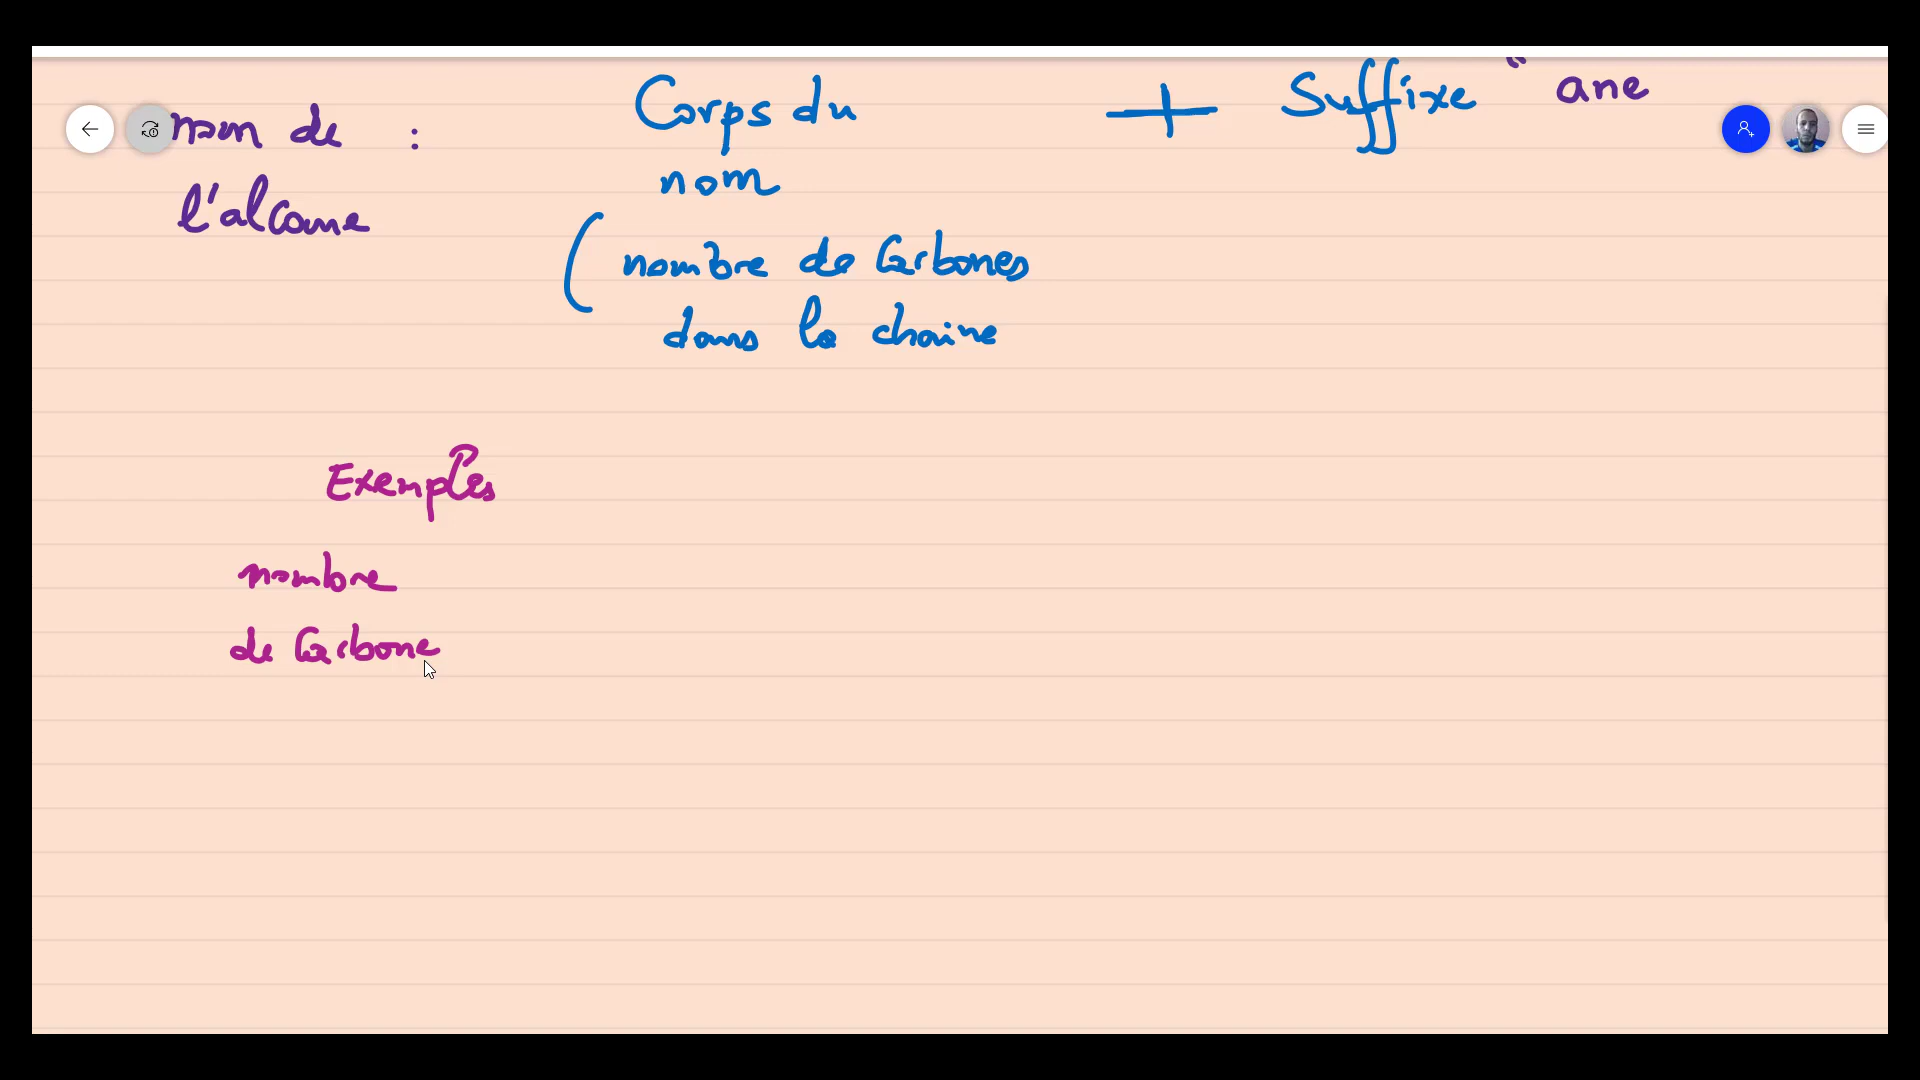 nom de : Corps du + Suffixe " ane
l'alcane nom
( nombre de Carbones
dans la chaine
Exemples
nombre
de Carbone